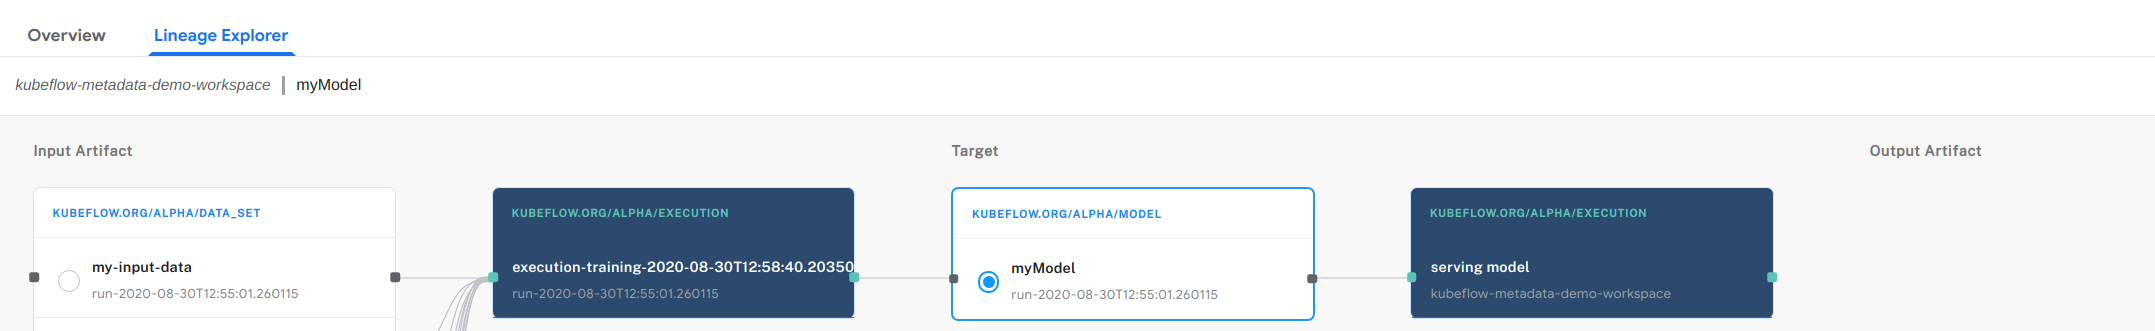 Overview
Lineage Explorer
kubeflow-metadata-demo-workspace | myModel
Input Artifact
Target
Output Artifact
KUBEFLOW.ORG/ALPHA/DATA_SET
my-input-data
run-2020-08-30T12:55:01.260115
KUBEFLOW.ORG/ALPHA/EXECUTION
execution-training-2020-08-30T12:58:40.20350
run-2020-08-30T12:55:01.260115
KUBEFLOW.ORG/ALPHA/MODEL
myModel
run-2020-08-30T12:55:01.260115
KUBEFLOW.ORG/ALPHA/EXECUTION
serving model
kubeflow-metadata-demo-workspace